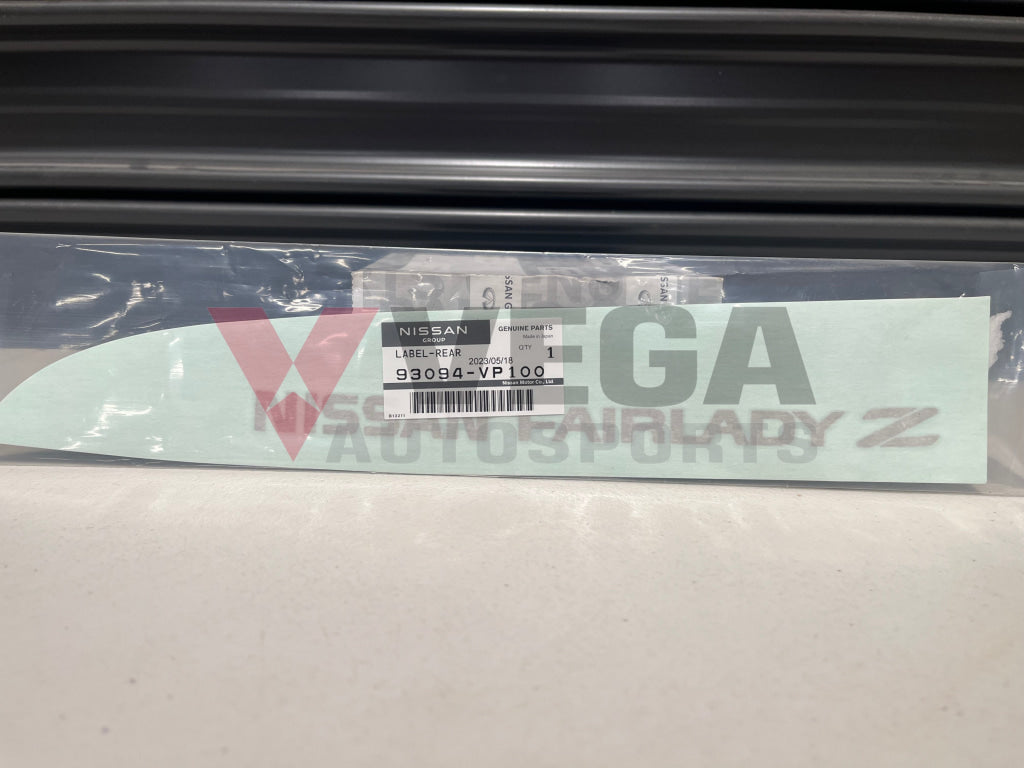 NISSAN
GROUP
GENUINE PARTS
Made in Japan
LABEL-REAR
2023/05/18
QTY 1
93094-VP100
Nissan Motor Co.,Ltd.
B13211
NISSAN FAIRLADY Z
VEGA
AUTOSPORTS